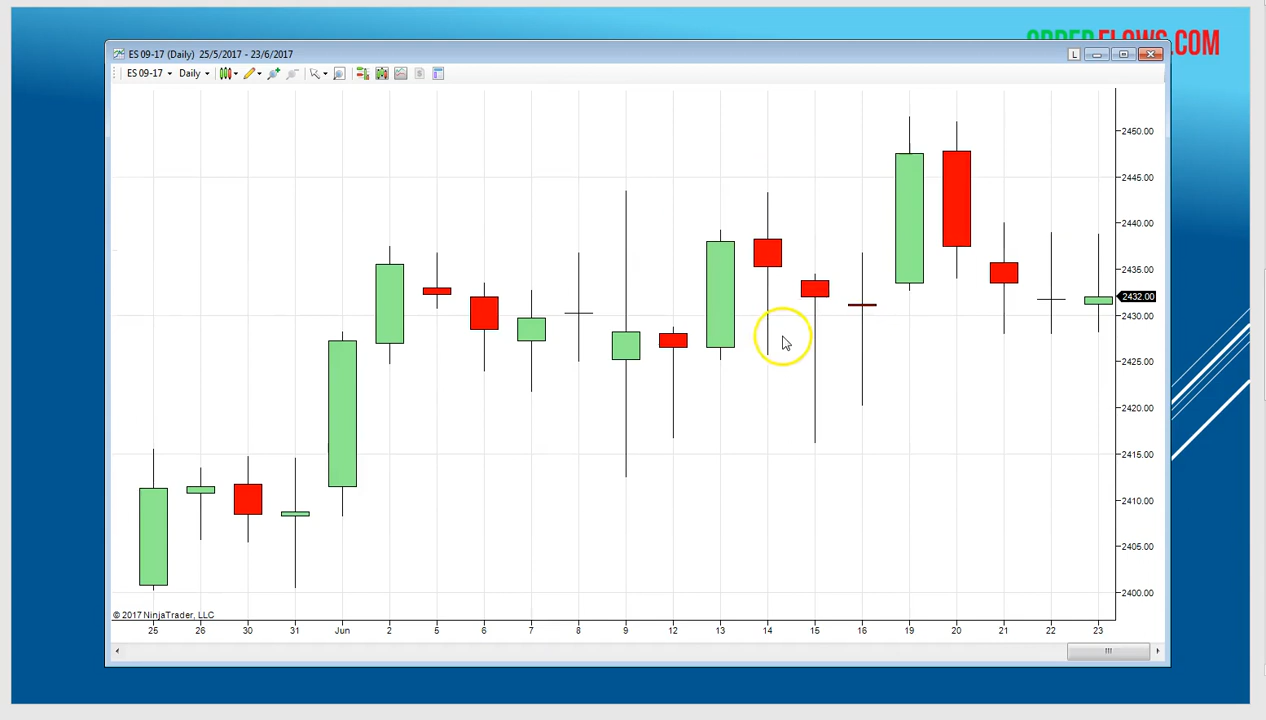 ORDER FLOWS.COM
ES 09-17 (Daily) 25/5/2017 - 23/6/2017
L
ES 09-17 Daily
2450.00
2445.00
2440.00
2435.00
2432.00
2430.00
2425.00
2420.00
2415.00
2410.00
2405.00
2400.00
© 2017 NinjaTrader, LLC
25 26 30 31 Jun 2 5 6 7 8 9 12 13 14 15 16 19 20 21 22 23